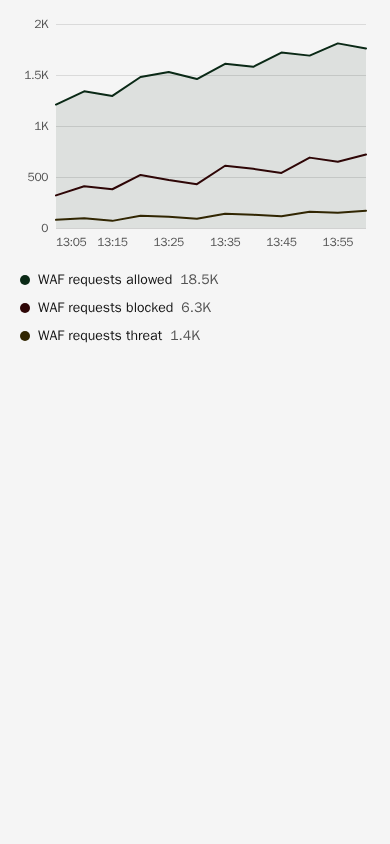 2K
1.5K
1K
500
0
13:05 13:15 13:25 13:35 13:45 13:55
WAF requests allowed 18.5K
WAF requests blocked 6.3K
WAF requests threat 1.4K